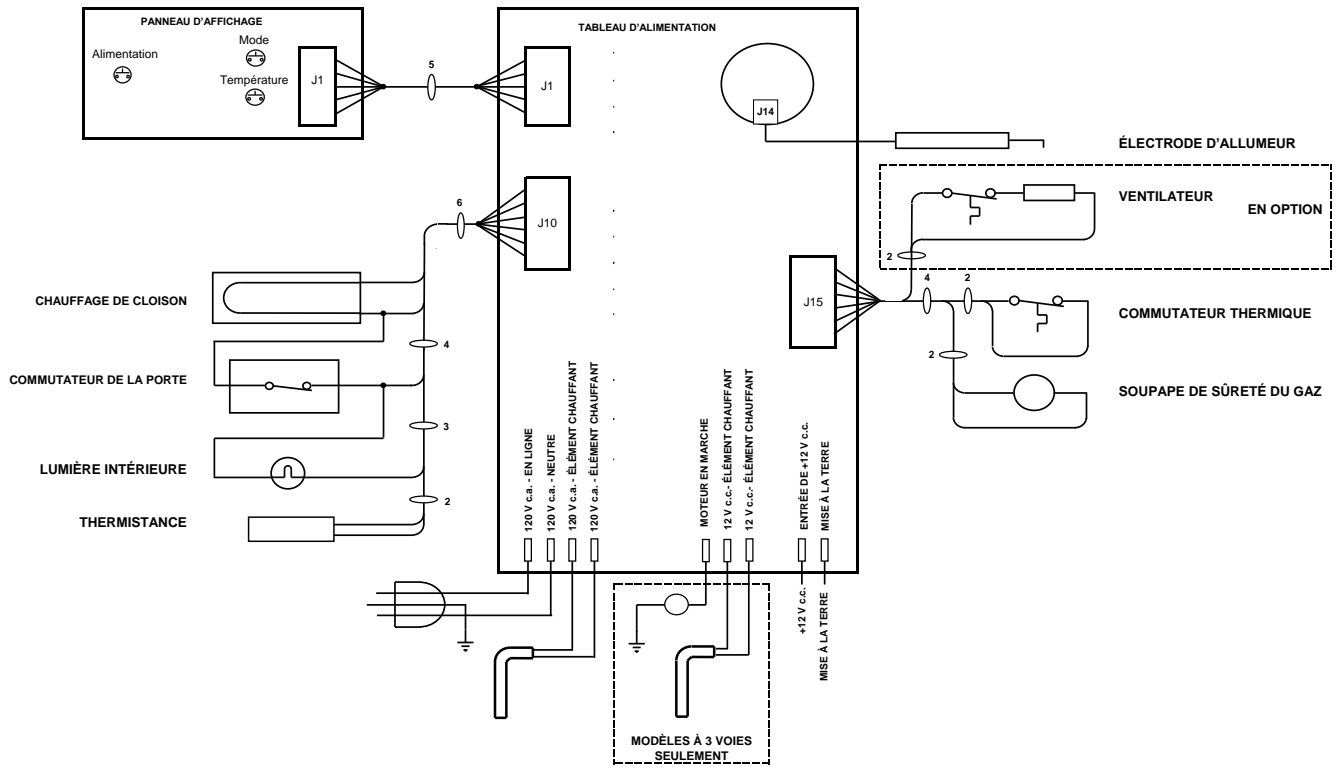 PANNEAU D'AFFICHAGE
Alimentation
Mode
Température
J1
5
TABLEAU D'ALIMENTATION
J1
J14
ÉLECTRODE D'ALLUMEUR
VENTILATEUR
EN OPTION
2
6
J10
J15
4
2
COMMUTATEUR THERMIQUE
2
SOUPAPE DE SÛRETÉ DU GAZ
CHAUFFAGE DE CLOISON
4
COMMUTATEUR DE LA PORTE
3
LUMIÈRE INTÉRIEURE
2
THERMISTANCE
120 V c.a. - EN LIGNE
120 V c.a. - NEUTRE
120 V c.a. - ÉLÉMENT CHAUFFANT
120 V c.a. - ÉLÉMENT CHAUFFANT
MOTEUR EN MARCHE
12 V c.c.- ÉLÉMENT CHAUFFANT
12 V c.c.- ÉLÉMENT CHAUFFANT
ENTRÉE DE +12 V c.c.
MISE À LA TERRE
+12 V c.c.
MISE À LA TERRE
MODÈLES À 3 VOIES
SEULEMENT